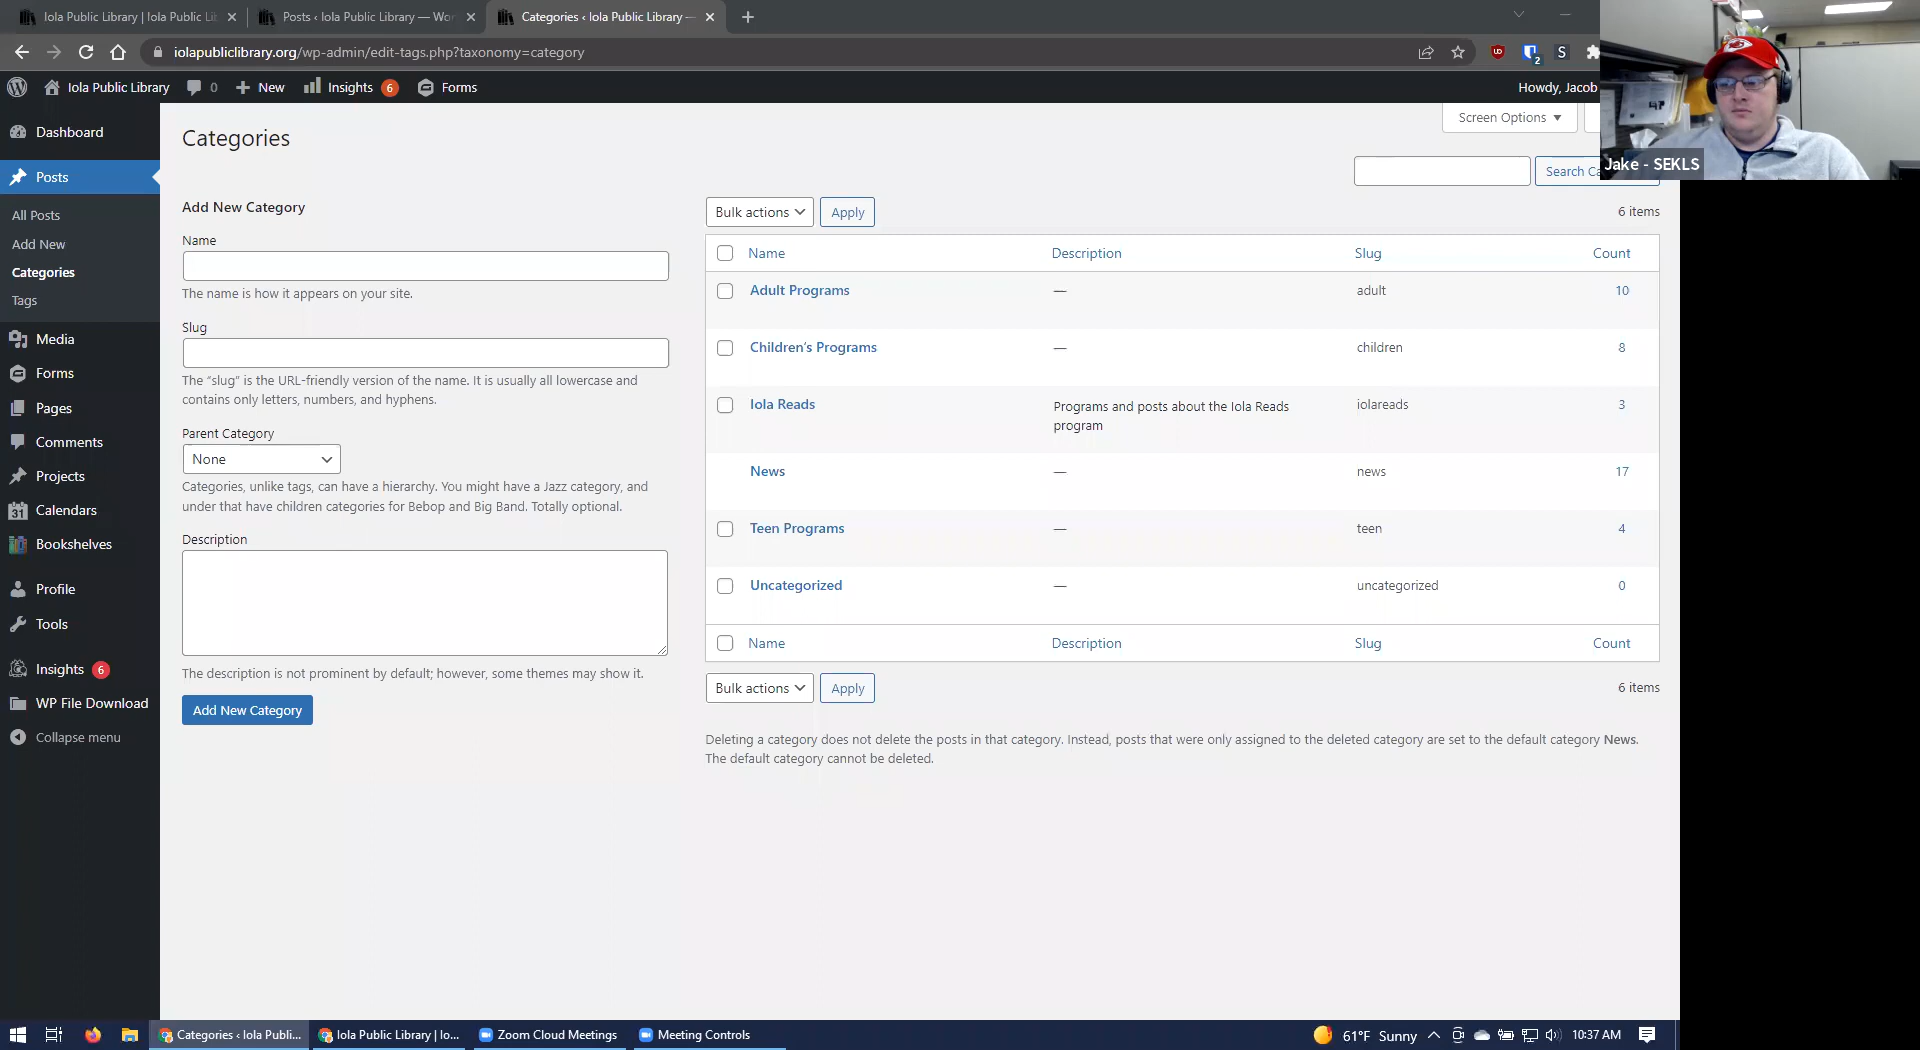 Iola Public Library | Iola Public Lib
Posts ‹ Iola Public Library — Wor
Categories ‹ Iola Public Library —
iolapubliclibrary.org/wp-admin/edit-tags.php?taxonomy=category
2
S
Iola Public Library
0
New
Insights
6
Forms
Howdy, Jacob
Jake - SEKLS
Dashboard
Posts
All Posts
Add New
Categories
Tags
Media
Forms
Pages
Comments
Projects
31
Calendars
Bookshelves
Profile
Tools
Insights
6
WP File Download
Collapse menu
Categories
Screen Options
Search Ca
Add New Category
Name
The name is how it appears on your site.
Slug
The “slug” is the URL-friendly version of the name. It is usually all lowercase and
contains only letters, numbers, and hyphens.
Parent Category
None
Categories, unlike tags, can have a hierarchy. You might have a Jazz category, and
under that have children categories for Bebop and Big Band. Totally optional.
Description
The description is not prominent by default; however, some themes may show it.
Add New Category
Bulk actions Apply 6 items
Name Description Slug Count
Adult Programs — adult 10
Children’s Programs — children 8
Iola Reads Programs and posts about the Iola Reads iolareads 3
program
News — news 17
Teen Programs — teen 4
Uncategorized — uncategorized 0
Name Description Slug Count
Bulk actions Apply 6 items
Deleting a category does not delete the posts in that category. Instead, posts that were only assigned to the deleted category are set to the default category News.
The default category cannot be deleted.
Categories ‹ Iola Publi...
Iola Public Library | Io...
Zoom Cloud Meetings
Meeting Controls
61°F Sunny
10:37 AM